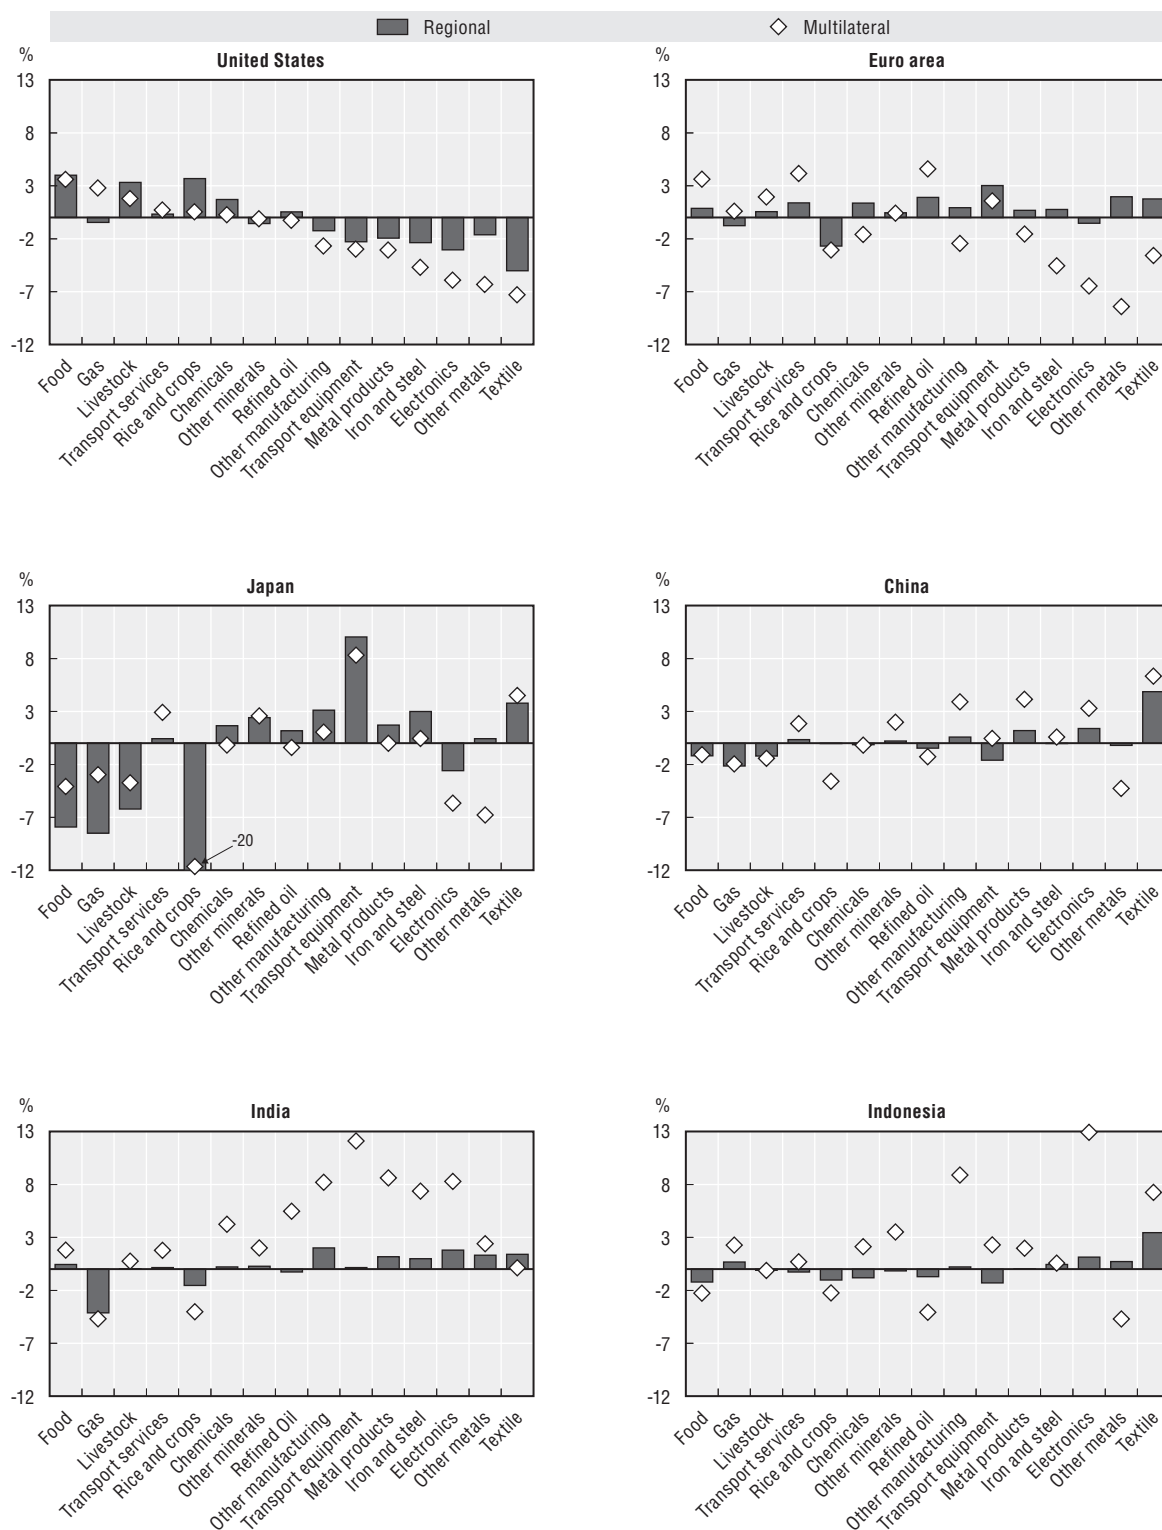 Regional Multilateral
%
United States
13
8
3
-2
-7
-12
Food
Gas
Livestock
Transport services
Rice and crops
Chemicals
Other minerals
Refined oil
Other manufacturing
Transport equipment
Metal products
Iron and steel
Electronics
Other metals
Textile
%
Euro area
13
8
3
-2
-7
-12
Food
Gas
Livestock
Transport services
Rice and crops
Chemicals
Other minerals
Refined oil
Other manufacturing
Transport equipment
Metal products
Iron and steel
Electronics
Other metals
Textile
%
Japan
13
8
3
-2
-7
-12
-20
Food
Gas
Livestock
Transport services
Rice and crops
Chemicals
Other minerals
Refined oil
Other manufacturing
Transport equipment
Metal products
Iron and steel
Electronics
Other metals
Textile
%
China
13
8
3
-2
-7
-12
Food
Gas
Livestock
Transport services
Rice and crops
Chemicals
Other minerals
Refined oil
Other manufacturing
Transport equipment
Metal products
Iron and steel
Electronics
Other metals
Textile
%
India
13
8
3
-2
-7
-12
Food
Gas
Livestock
Transport services
Rice and crops
Chemicals
Other minerals
Refined Oil
Other manufacturing
Transport equipment
Metal products
Iron and steel
Electronics
Other metals
Textile
%
Indonesia
13
8
3
-2
-7
-12
Food
Gas
Livestock
Transport services
Rice and crops
Chemicals
Other minerals
Refined oil
Other manufacturing
Transport equipment
Metal products
Iron and steel
Electronics
Other metals
Textile